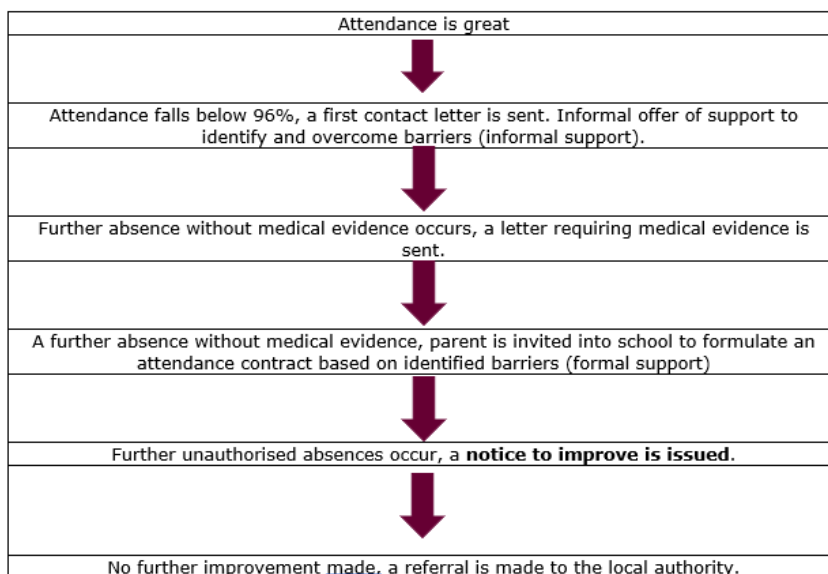 Attendance is great
Attendance falls below 96%, a first contact letter is sent. Informal offer of support to
identify and overcome barriers (informal support).
Further absence without medical evidence occurs, a letter requiring medical evidence is
sent.
A further absence without medical evidence, parent is invited into school to formulate an
attendance contract based on identified barriers (formal support)
Further unauthorised absences occur, a notice to improve is issued.
No further improvement made, a referral is made to the local authority.